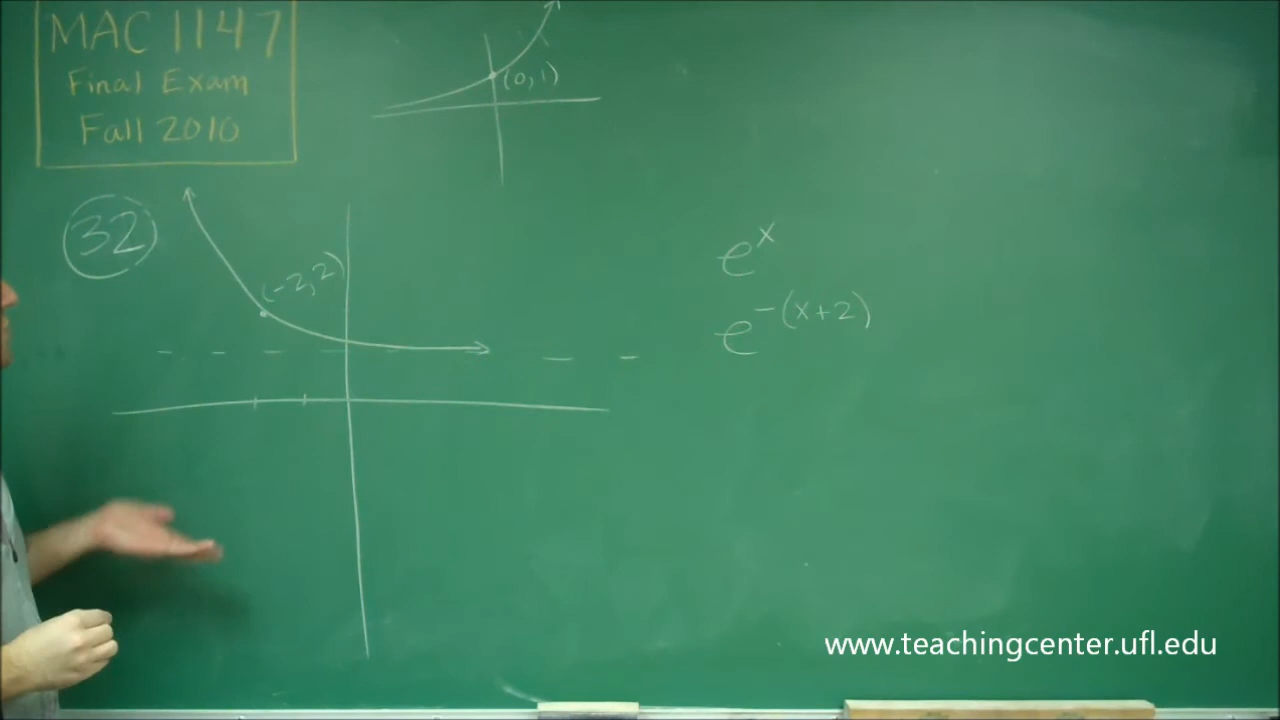 MAC 1147
Final Exam
Fall 2010
(0,1)
32
(-2,2)
e^x
e^-(x+2)
www.teachingcenter.ufl.edu